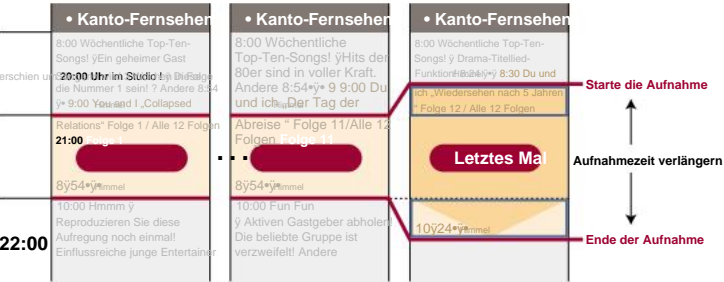 • Kanto-Fernsehen
8:00 Wöchentliche Top-Ten-
Songs! ÿEin geheimer Gast
20:00 Uhr im Studio !
die Nummer 1 sein! ? Andere 8:54
ÿ• 9:00 You and I „Collapsed
Relations“ Folge 1 / Alle 12 Folgen
21:00 Folge 1
8ÿ54•ÿ•Himmel
10:00 Hmmm ÿ
Reproduzieren Sie diese
Aufregung noch einmal!
Einflussreiche junge Entertainer
22:00
• Kanto-Fernsehen
8:00 Wöchentliche
Top-Ten-Songs! ÿHits der
80er sind in voller Kraft.
Andere 8:54•ÿ• 9 9:00 Du
und ich „Der Tag der
Abreise “ Folge 11/Alle 12
Folgen Folge 11
...
8ÿ54•ÿ•Himmel
10:00 Fun Fun
ÿ Aktiven Gastgeber abholen!
Die beliebte Gruppe ist
verzweifelt! Andere
• Kanto-Fernsehen
8:00 Wöchentliche Top-Ten-
Songs! ÿ Drama-Titellied-
Funktion 8:24 ÿ•ÿ 8:30 Du und
ich „Wiedersehen nach 5 Jahren
“ Folge 12 / Alle 12 Folgen
Letztes Mal
10ÿ24•ÿ•Himmel
Starte die Aufnahme
Aufnahmezeit verlängern
Ende der Aufnahme